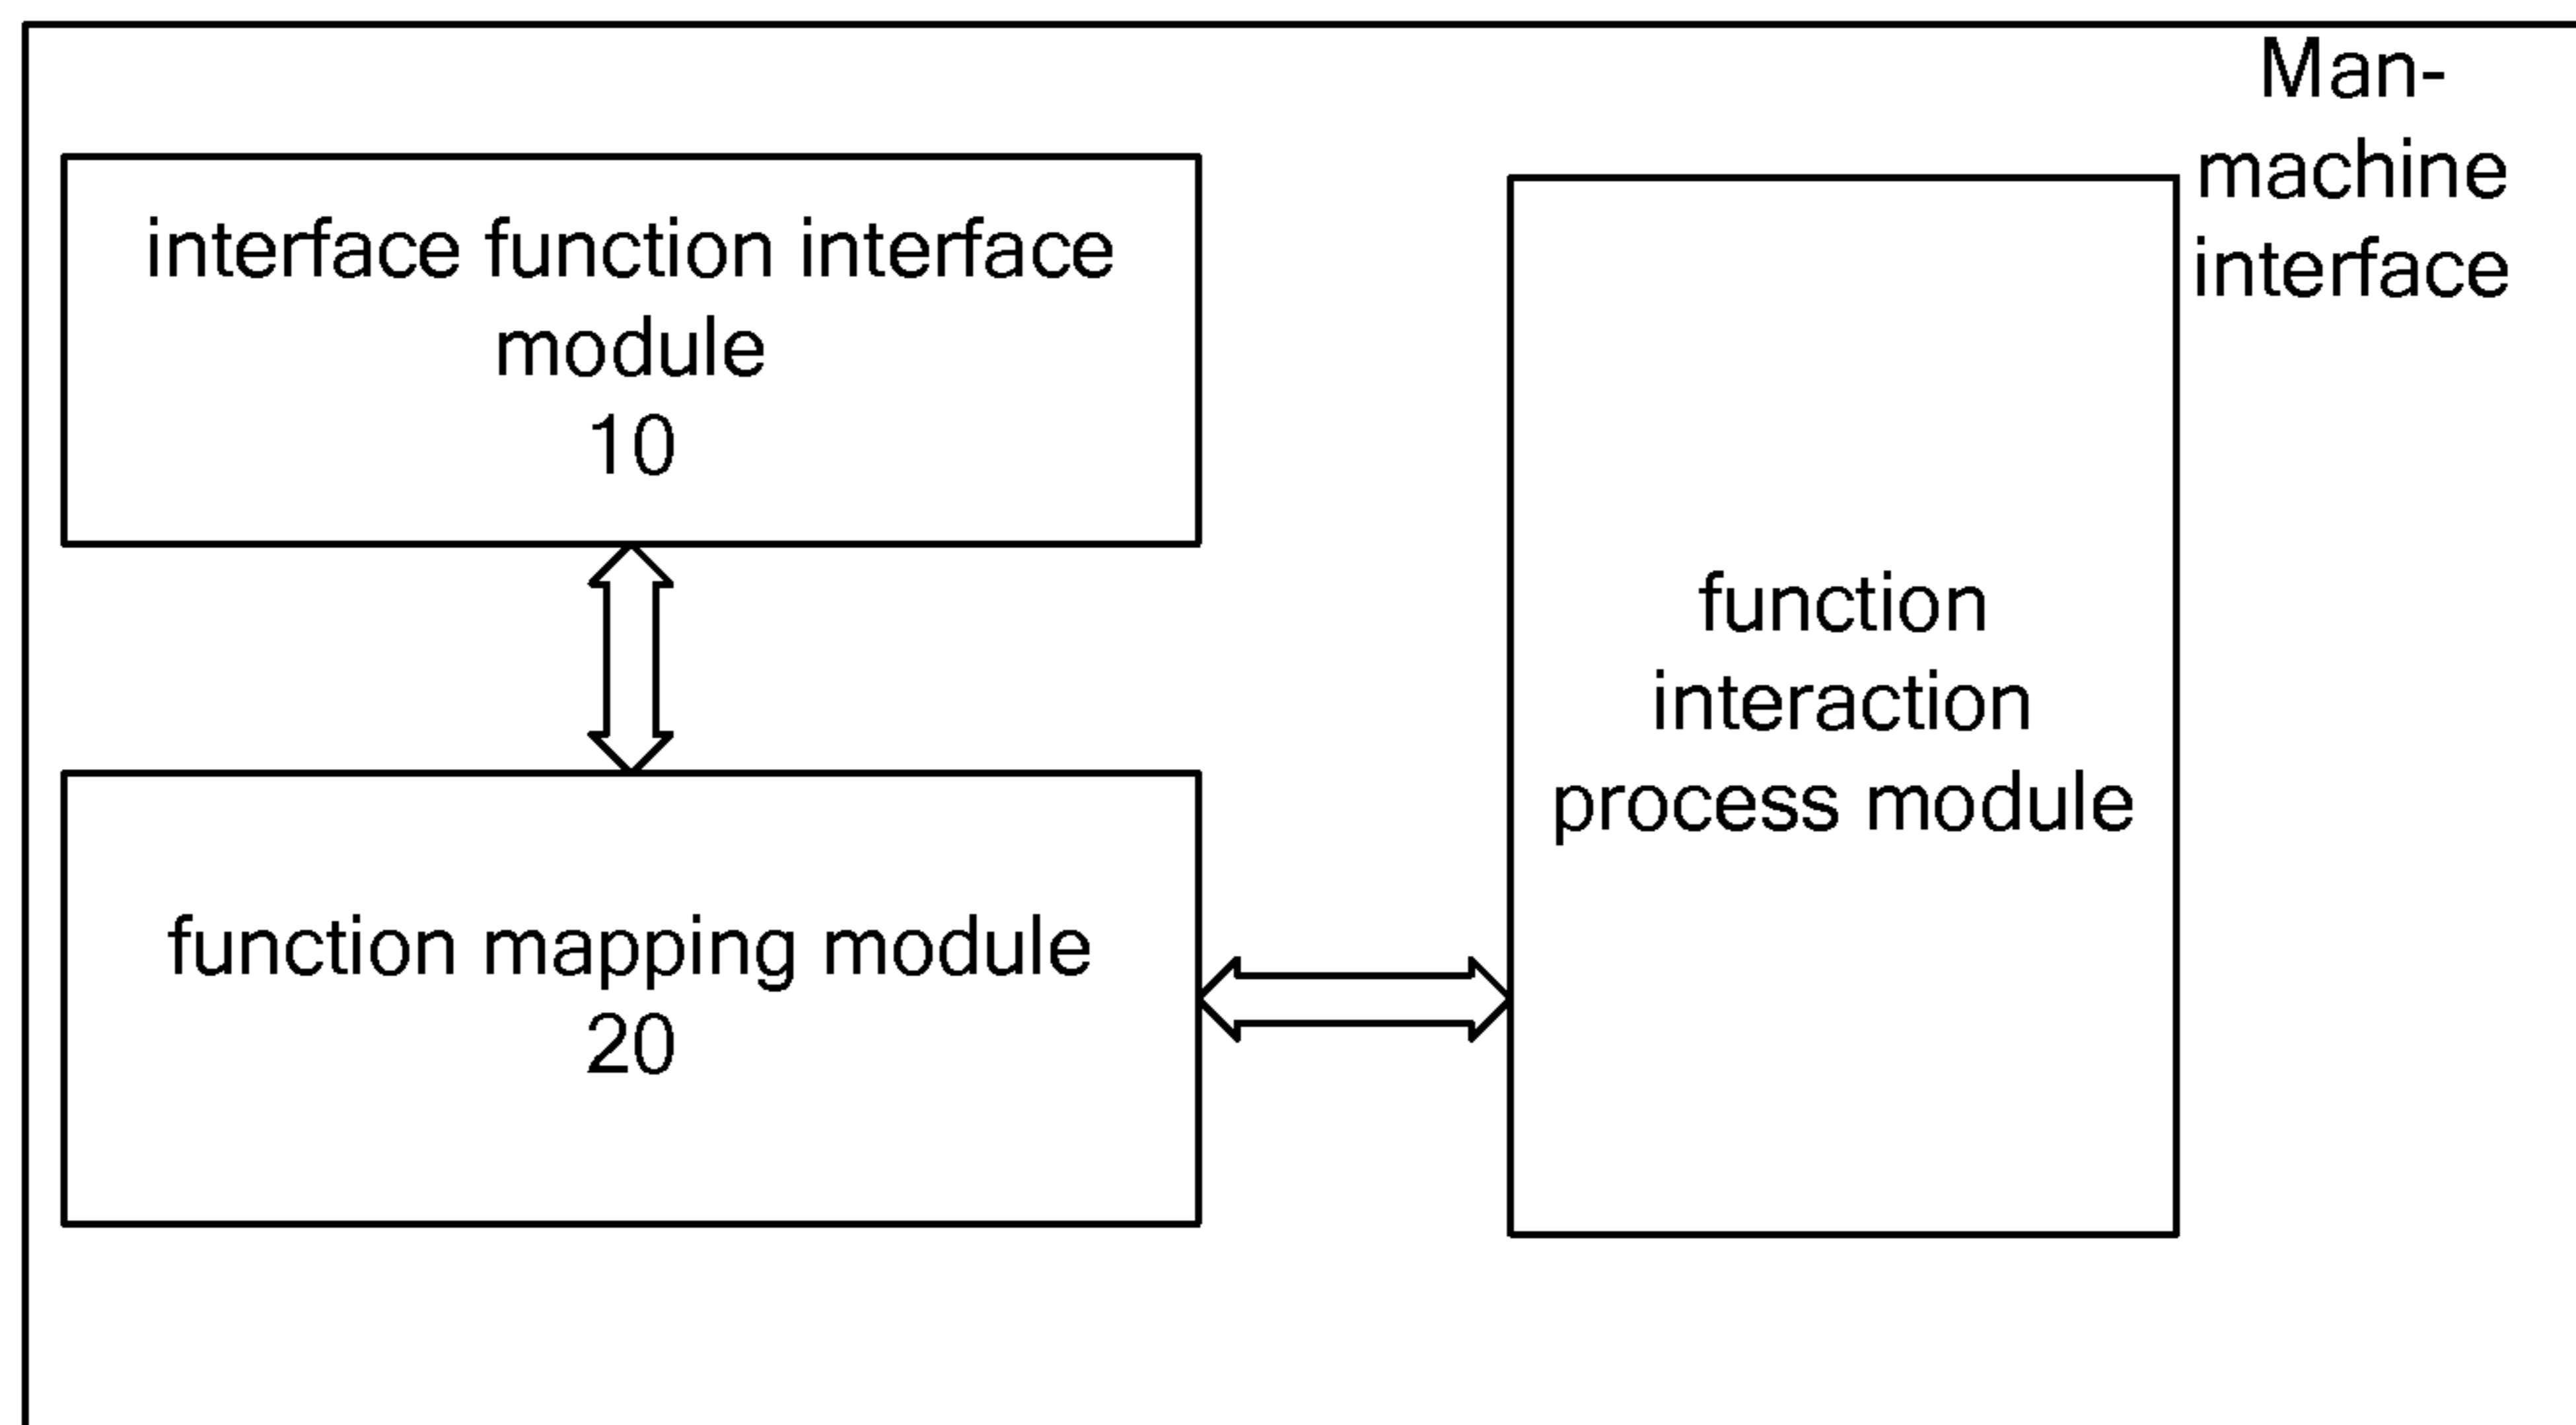 Man-
machine
interface
interface function interface
module
10
function
interaction
process module
function mapping module
20